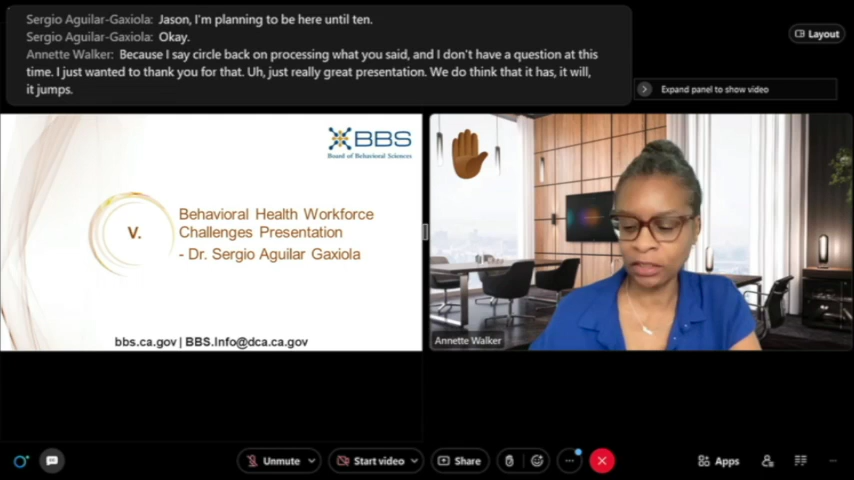 Sergio Aguilar-Gaxiola: Jason, I'm planning to be here until ten.
Sergio Aguilar-Gaxiola: Okay.
Annette Walker: Because I say circle back on processing what you said, and I don't have a question at this
time. I just wanted to thank you for that. Uh, just really great presentation. We do think that it has, it will,
it jumps.
Layout
Expand panel to show video
BBS
Board of Behavioral Sciences
V.
Behavioral Health Workforce
Challenges Presentation
- Dr. Sergio Aguilar Gaxiola
bbs.ca.gov | BBS.Info@dca.ca.gov
Annette Walker
Unmute
Start video
Share
Apps